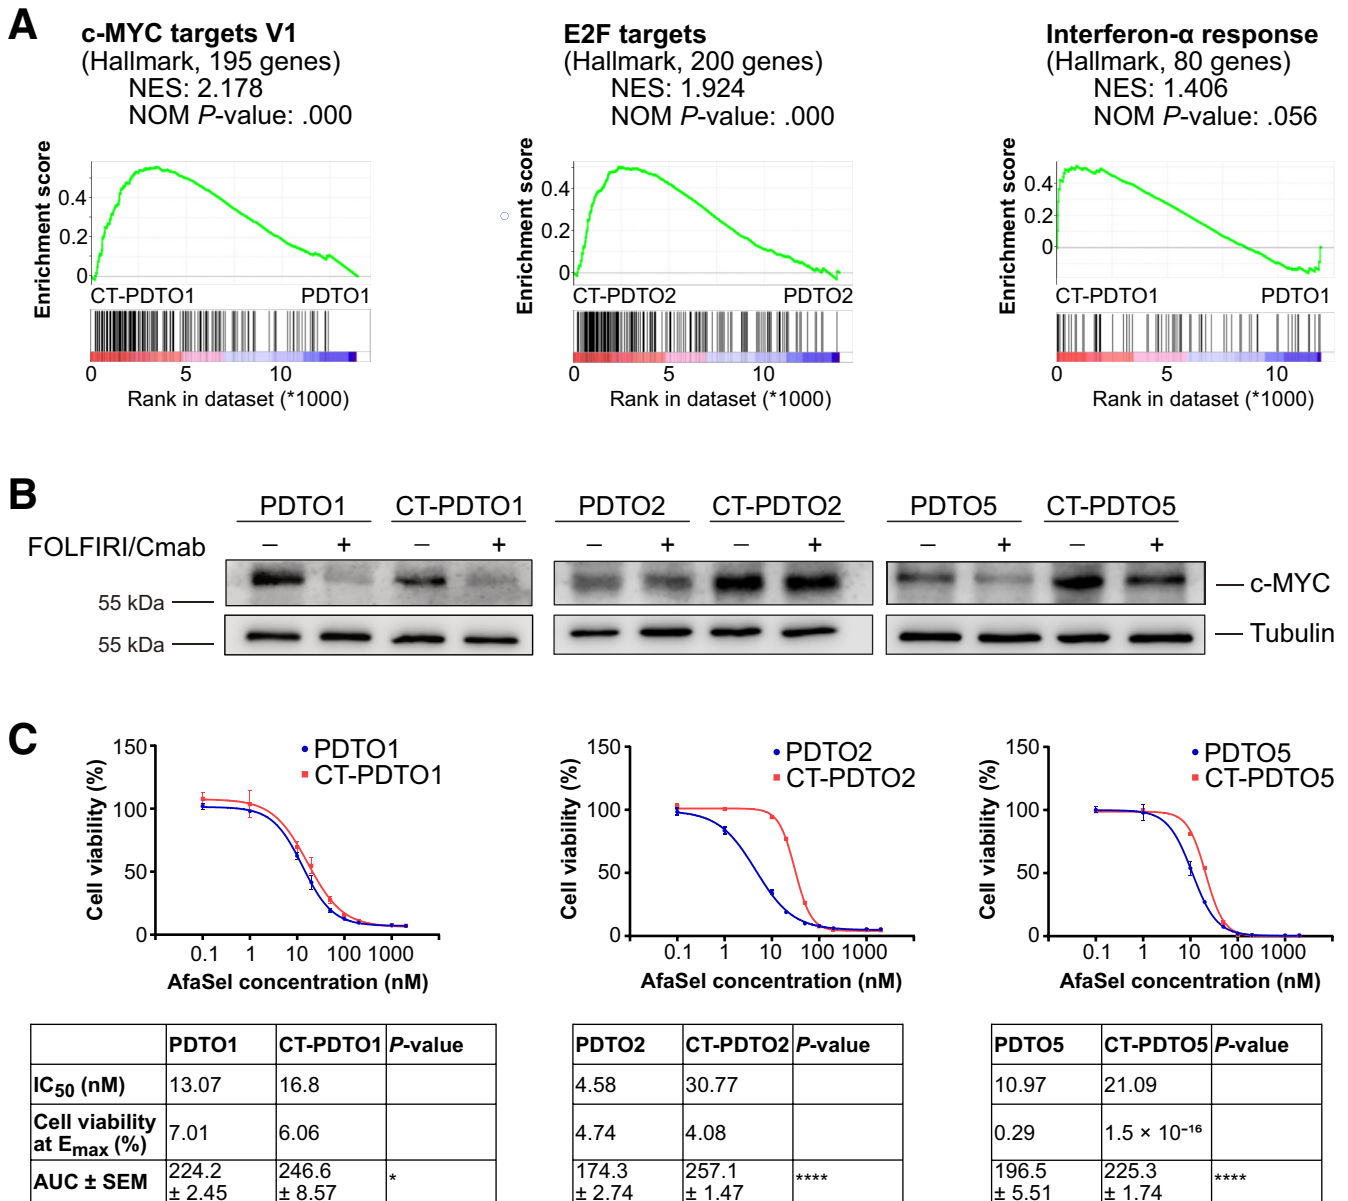 A
c-MYC targets V1
(Hallmark, 195 genes)
NES: 2.178
NOM P-value: .000
Enrichment score
0.4
0.2
0
CT-PDTO1 PDTO1
0 5 10
Rank in dataset (*1000)
E2F targets
(Hallmark, 200 genes)
NES: 1.924
NOM P-value: .000
Enrichment score
0.4
0.2
0
CT-PDTO2 PDTO2
0 5 10
Rank in dataset (*1000)
Interferon-α response
(Hallmark, 80 genes)
NES: 1.406
NOM P-value: .056
Enrichment score
0.4
0.2
0
CT-PDTO1 PDTO1
0 5 10
Rank in dataset (*1000)
B
PDTO1 CT-PDTO1 PDTO2 CT-PDTO2 PDTO5 CT-PDTO5
FOLFIRI/Cmab − + − + − + − + − + − +
55 kDa
c-MYC
55 kDa
Tubulin
C
Cell viability (%)
150
100
50
0
PDTO1
CT-PDTO1
0.1 1 10 100 1000
AfaSel concentration (nM)
Cell viability (%)
150
100
50
0
PDTO2
CT-PDTO2
0.1 1 10 100 1000
AfaSel concentration (nM)
Cell viability (%)
150
100
50
0
PDTO5
CT-PDTO5
0.1 1 10 100 1000
AfaSel concentration (nM)
PDTO1 CT-PDTO1 P-value
IC50 (nM) 13.07 16.8
Cell viability at Emax (%) 7.01 6.06
AUC ± SEM 224.2 ± 2.45 246.6 ± 8.57 *
PDTO2 CT-PDTO2 P-value
4.58 30.77
4.74 4.08
174.3 ± 2.74 257.1 ± 1.47 ****
PDTO5 CT-PDTO5 P-value
10.97 21.09
0.29 1.5 × 10⁻¹⁶
196.5 ± 5.51 225.3 ± 1.74 ****